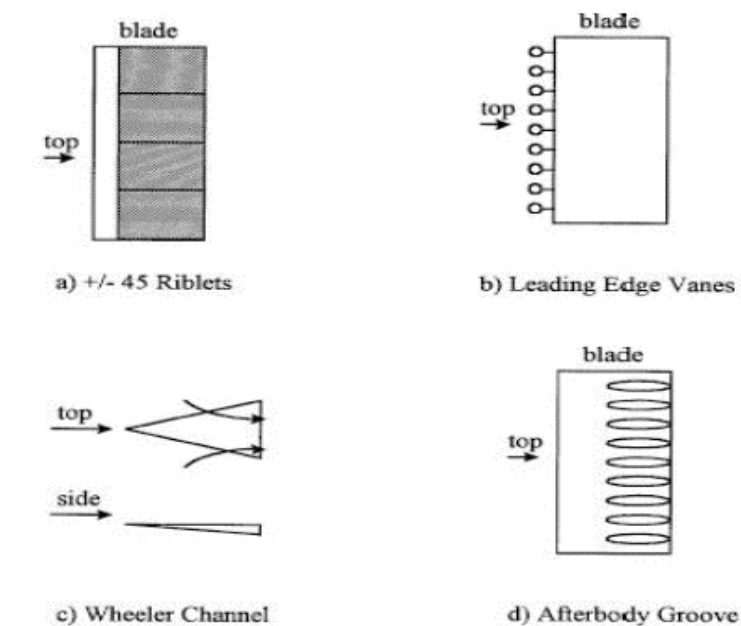 blade
top
a) +/- 45 Riblets
blade
top
b) Leading Edge Vanes
top
side
c) Wheeler Channel
blade
top
d) Afterbody Groove